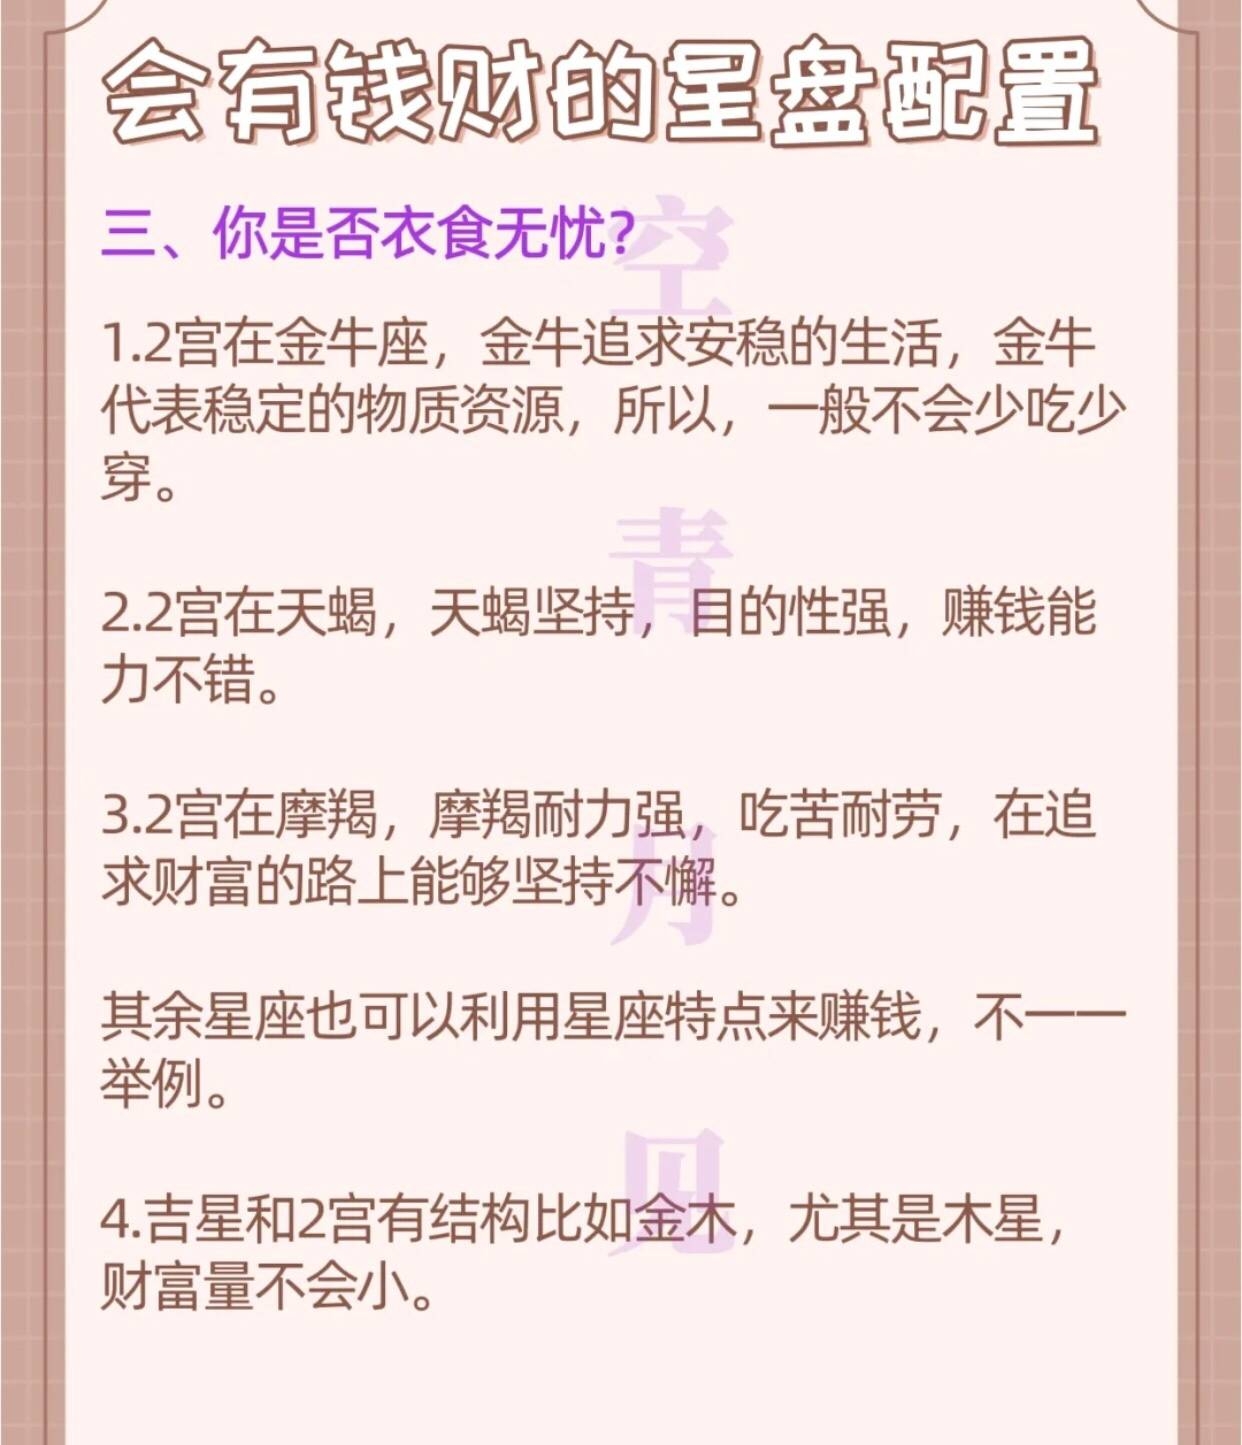 会有钱财的星盘配置
三、你是否衣食无忧?
1.2宫在金牛座，金牛追求安稳的生活，金牛
代表稳定的物质资源，所以，一般不会少吃少
穿。
2.2宫在天蝎，天蝎坚持，目的性强，赚钱能
力不错。
3.2宫在摩羯，摩羯耐力强，吃苦耐劳，在追
求财富的路上能够坚持不懈。
其余星座也可以利用星座特点来赚钱，不一一
举例。
4.吉星和2宫有结构比如金木，尤其是木星，
财富量不会小。
空
青
月
见